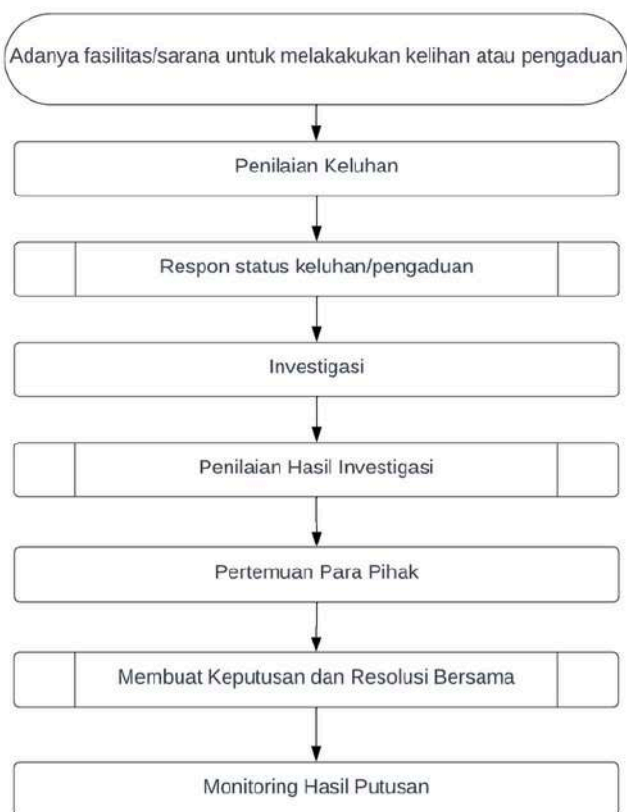 Adanya fasilitas/sarana untuk melakakukan kelihan atau pengaduan
Penilaian Keluhan
Respon status keluhan/pengaduan
Investigasi
Penilaian Hasil Investigasi
Pertemuan Para Pihak
Membuat Keputusan dan Resolusi Bersama
Monitoring Hasil Putusan